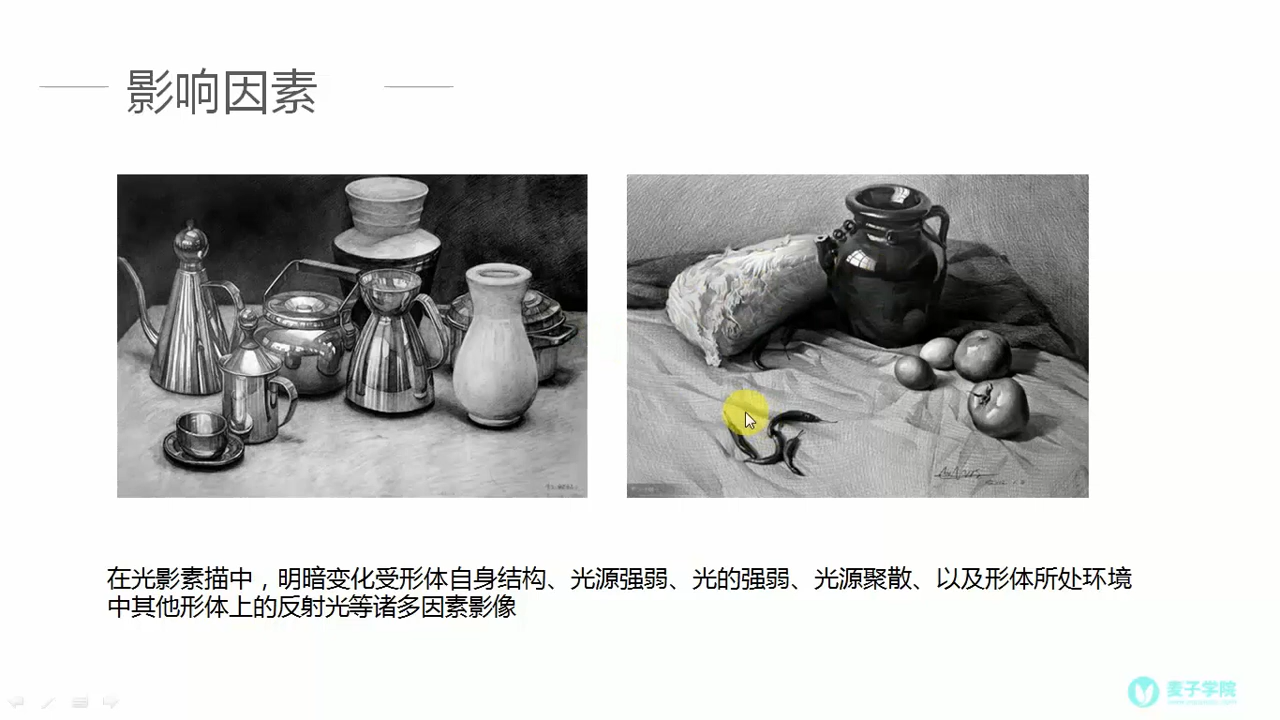 影响因素
在光影素描中，明暗变化受形体自身结构、光源强弱、光的强弱、光源聚散、以及形体所处环境
中其他形体上的反射光等诸多因素影像
麦子学院